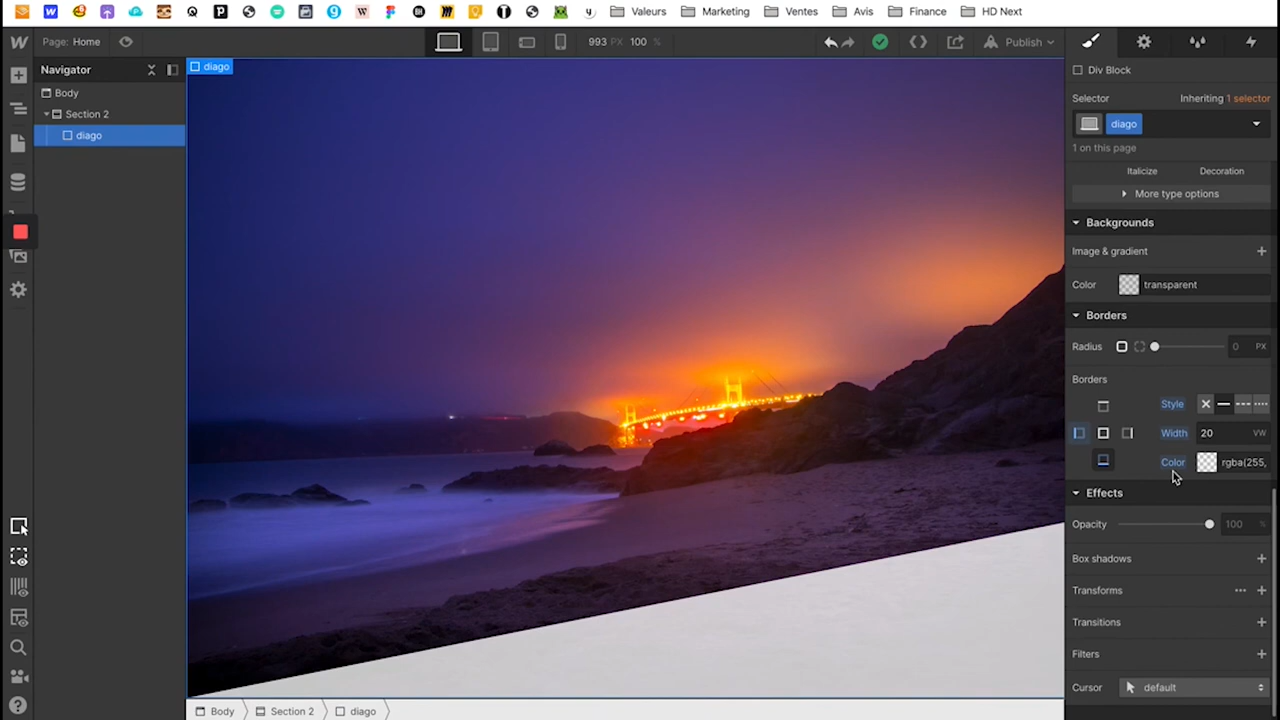 Valeurs Marketing Ventes Avis Finance HD Next
Page: Home 993 PX 100 % Publish
Navigator
Body
Section 2
diago
diago
Div Block
Selector Inheriting 1 selector
diago
1 on this page
Italicize Decoration
More type options
Backgrounds
Image & gradient
Color transparent
Borders
Radius 0 PX
Borders
Style
Width 20 VW
Color rgba(255,
Effects
Opacity 100 %
Box shadows
Transforms
Transitions
Filters
Cursor default
Body Section 2 diago